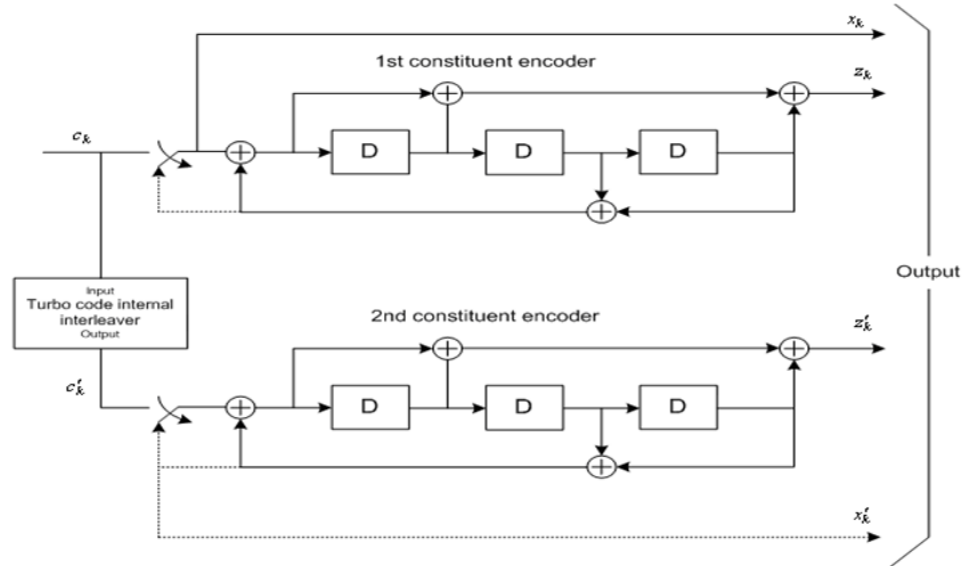 x_k
1st constituent encoder
z_k
c_k
D
D
D
Output
Input
Turbo code internal
interleaver
Output
2nd constituent encoder
z'_k
c'_k
D
D
D
x'_k